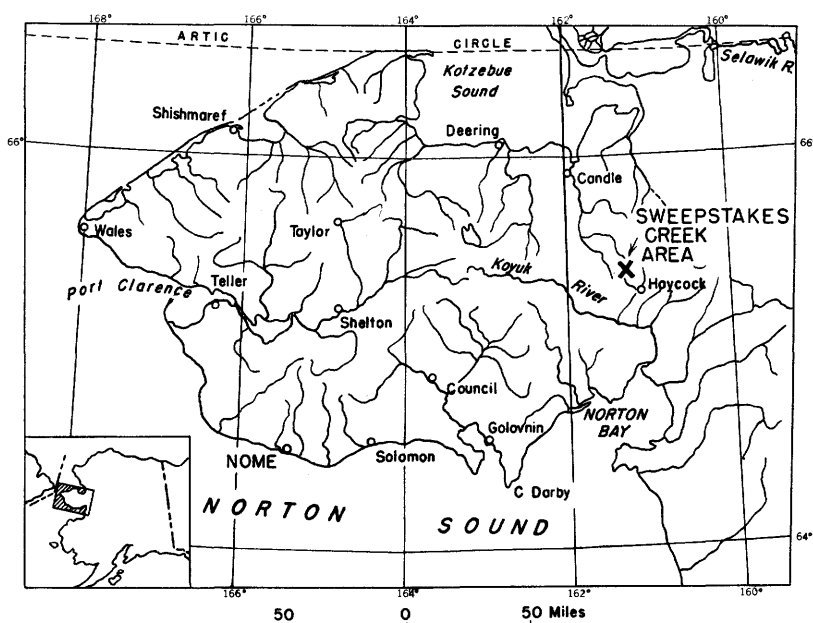 168° 166° 164° 162° 160°
ARTIC CIRCLE
Selawik R.
Kotzebue
Sound
Shishmaref
Deering
66° 66
Candle
SWEEPSTAKES
CREEK
AREA
Wales
Taylor
Koyuk
River
Haycock
Port Clarence
Teller
Shelton
Council
NORTON
BAY
Golovnin
NOME
Solomon
C Darby
NORTON SOUND
64°
166° 164° 162° 160°
50 0 50 Miles